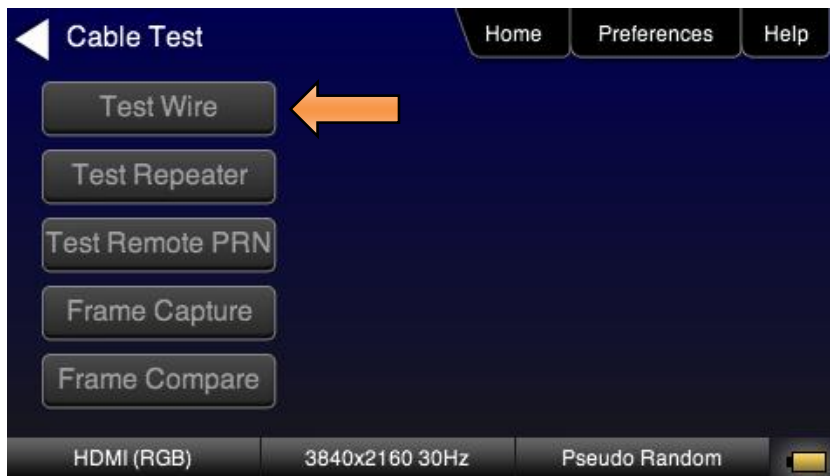 Cable Test
Home
Preferences
Help
Test Wire
Test Repeater
Test Remote PRN
Frame Capture
Frame Compare
HDMI (RGB)
3840x2160 30Hz
Pseudo Random